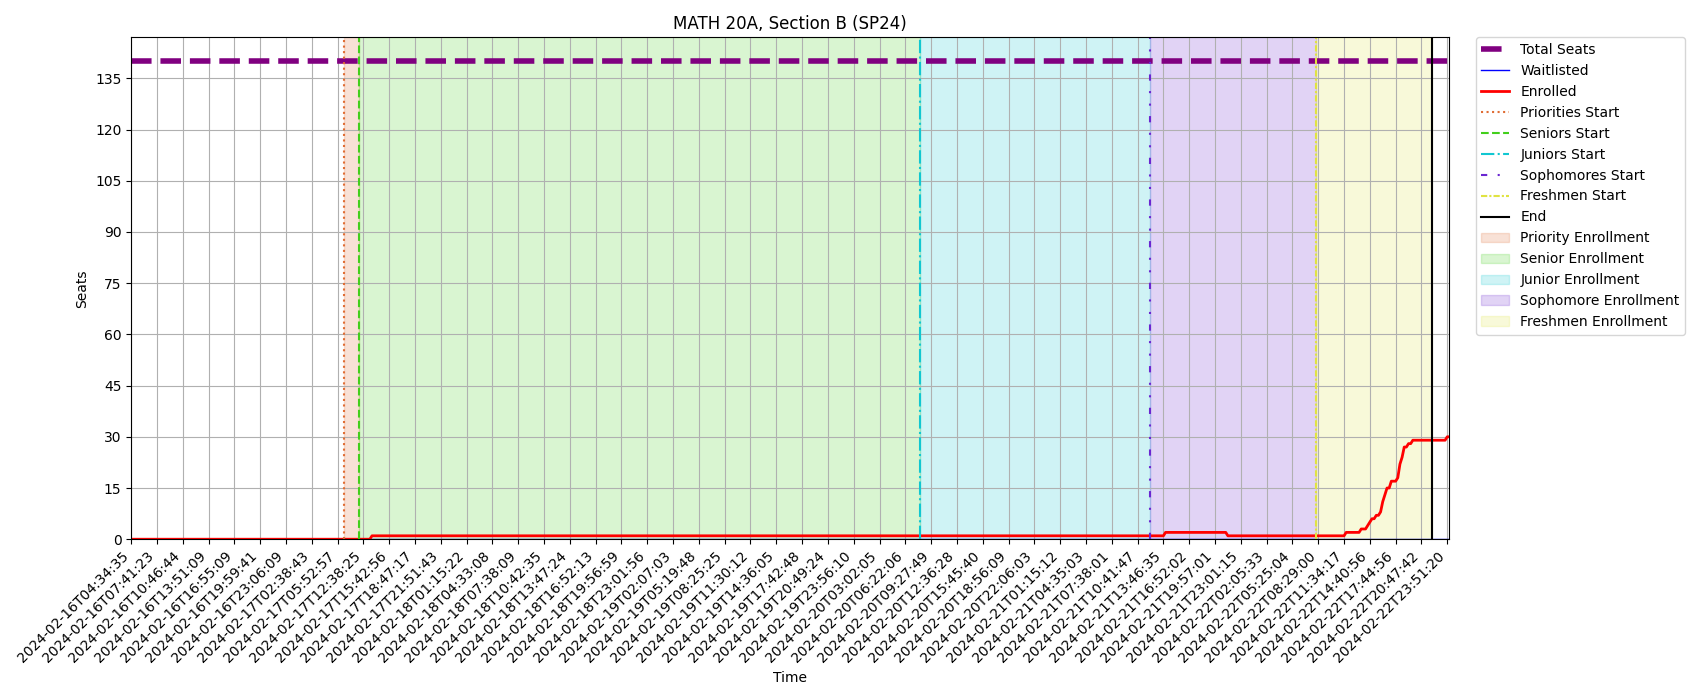 MATH 20A, Section B (SP24)
Seats
135
120
105
90
75
60
45
30
15
0
2024-02-16T04:34:35
2024-02-16T07:41:23
2024-02-16T10:46:44
2024-02-16T13:51:09
2024-02-16T16:55:09
2024-02-16T19:59:41
2024-02-16T23:06:09
2024-02-17T02:38:43
2024-02-17T05:52:57
2024-02-17T12:38:25
2024-02-17T15:42:56
2024-02-17T18:47:17
2024-02-17T21:51:43
2024-02-18T01:15:22
2024-02-18T04:33:08
2024-02-18T07:38:09
2024-02-18T10:42:35
2024-02-18T13:47:24
2024-02-18T16:52:13
2024-02-18T19:56:59
2024-02-18T23:01:56
2024-02-19T02:07:03
2024-02-19T05:19:48
2024-02-19T08:25:25
2024-02-19T11:30:12
2024-02-19T14:36:05
2024-02-19T17:42:48
2024-02-19T20:49:24
2024-02-19T23:56:10
2024-02-20T03:02:05
2024-02-20T06:22:06
2024-02-20T09:27:49
2024-02-20T12:36:28
2024-02-20T15:45:40
2024-02-20T18:56:09
2024-02-20T22:06:03
2024-02-21T01:15:12
2024-02-21T04:35:03
2024-02-21T07:38:01
2024-02-21T10:41:47
2024-02-21T13:46:35
2024-02-21T16:52:02
2024-02-21T19:57:01
2024-02-21T23:01:15
2024-02-22T02:05:33
2024-02-22T05:25:04
2024-02-22T08:29:00
2024-02-22T11:34:17
2024-02-22T14:40:56
2024-02-22T17:44:56
2024-02-22T20:47:42
2024-02-22T23:51:20
Time
Total Seats
Waitlisted
Enrolled
Priorities Start
Seniors Start
Juniors Start
Sophomores Start
Freshmen Start
End
Priority Enrollment
Senior Enrollment
Junior Enrollment
Sophomore Enrollment
Freshmen Enrollment